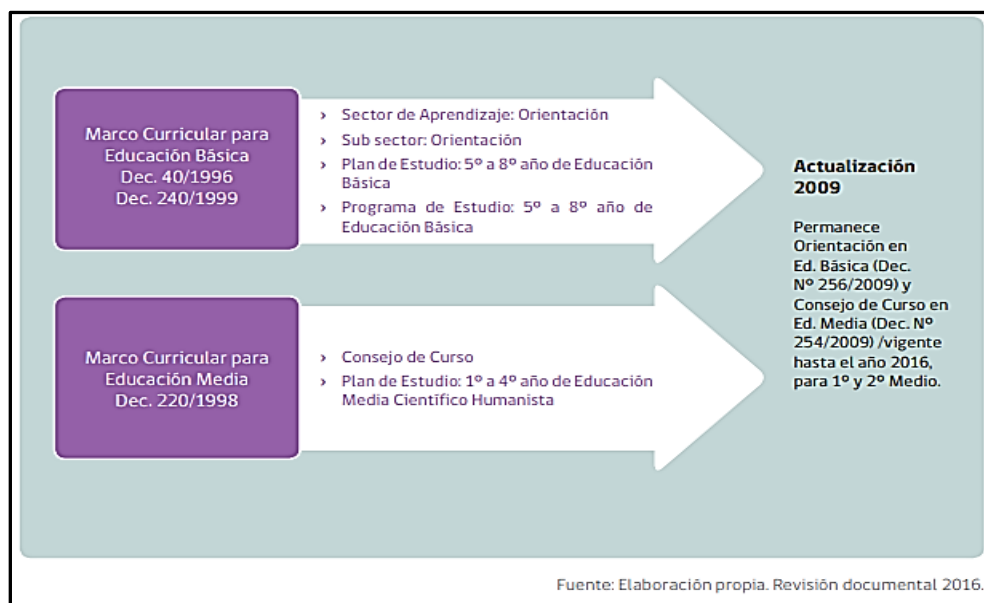 Marco Curricular para
Educación Básica
Dec. 40/1996
Dec. 240/1999
› Sector de Aprendizaje: Orientación
› Sub sector: Orientación
› Plan de Estudio: 5º a 8º año de Educación
Básica
› Programa de Estudio: 5º a 8º año de
Educación Básica
Marco Curricular para
Educación Media
Dec. 220/1998
› Consejo de Curso
› Plan de Estudio: 1º a 4º año de Educación
Media Científico Humanista
Actualización
2009
Permanece
Orientación en
Ed. Básica (Dec.
Nº 256/2009) y
Consejo de Curso en
Ed. Media (Dec. Nº
254/2009) /vigente
hasta el año 2016,
para 1º y 2º Medio.
Fuente: Elaboración propia. Revisión documental 2016.